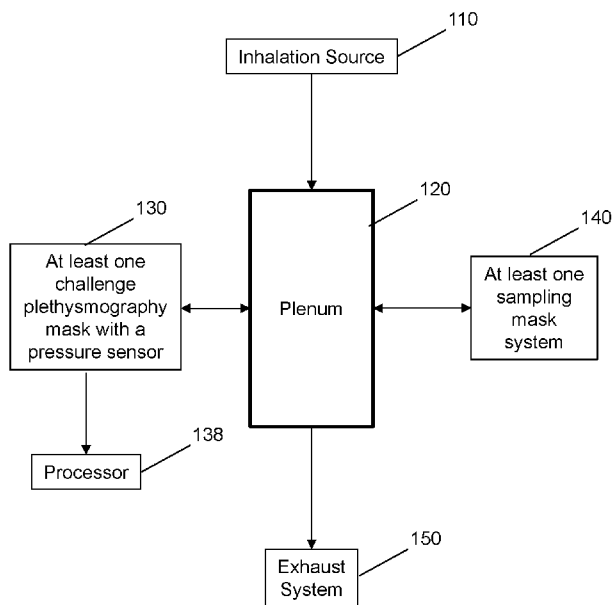 110
Inhalation Source
120
130
140
At least one
challenge
plethysmography
mask with a
pressure sensor
Plenum
At least one
sampling
mask
system
138
Processor
150
Exhaust
System